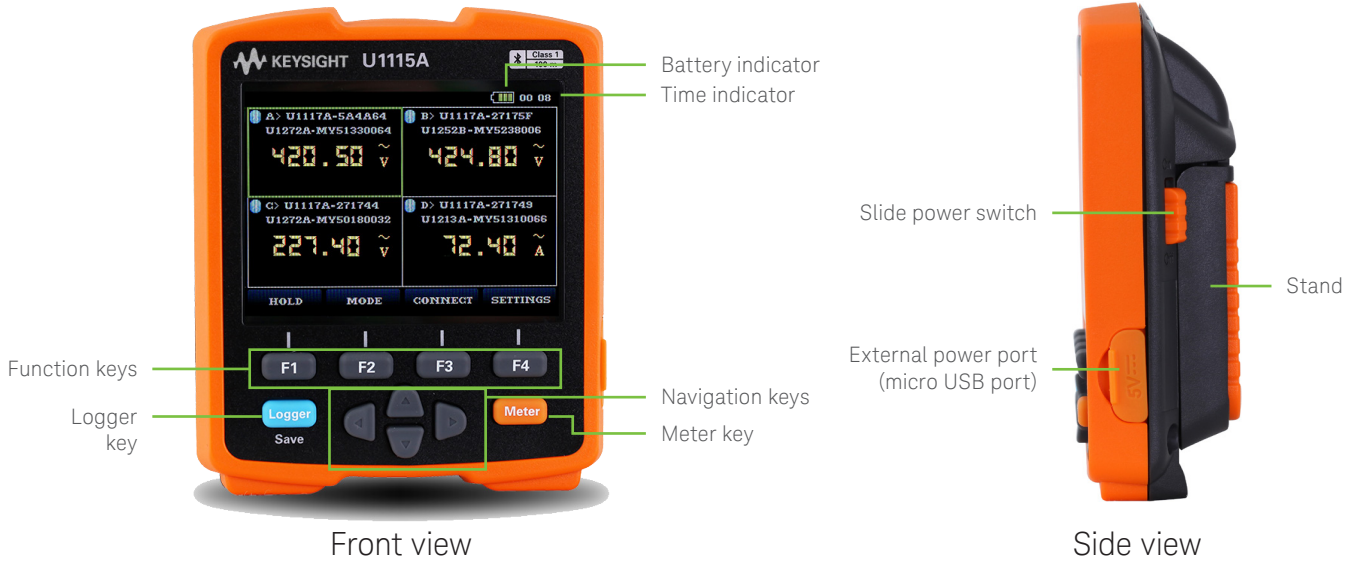 KEYSIGHT U1115A
Class 1
100 m
Battery indicator
Time indicator
00 08
A> U1117A-5A4A64
U1272A-MY51330064
420.50 ~ V
B> U1117A-27175F
U1252B-MY5238006
424.80 ~ V
C> U1117A-271744
U1272A-MY50180032
227.40 ~ V
D> U1117A-271749
U1213A-MY51310066
72.40 ~ A
HOLD MODE CONNECT SETTINGS
Function keys
F1 F2 F3 F4
Logger
key
Logger
Save
Navigation keys
Meter
Meter key
Front view
Slide power switch
Stand
External power port
(micro USB port)
5V
Side view